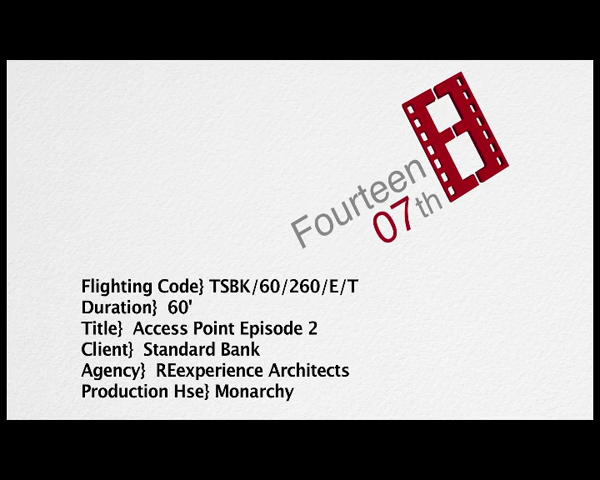 Fourteen
07th
Flighting Code} TSBK/60/260/E/T
Duration} 60'
Title} Access Point Episode 2
Client} Standard Bank
Agency} REexperience Architects
Production Hse} Monarchy